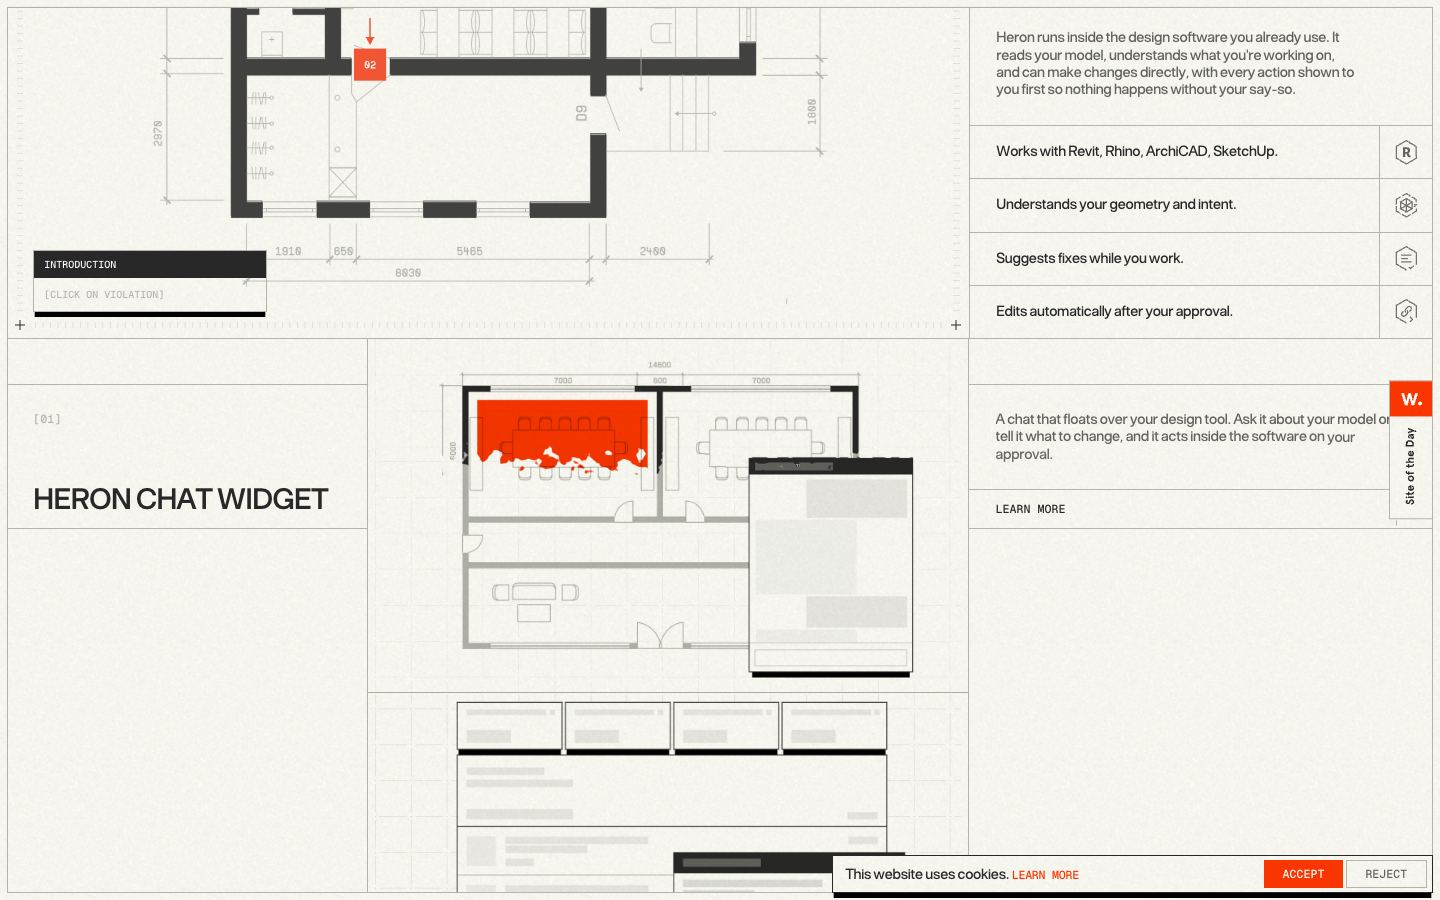 02
D9
2970
1800
1910
650
5465
2400
8030
INTRODUCTION
[CLICK ON VIOLATION]
Heron runs inside the design software you already use. It
reads your model, understands what you're working on,
and can make changes directly, with every action shown to
you first so nothing happens without your say-so.
Works with Revit, Rhino, ArchiCAD, SketchUp.
R
Understands your geometry and intent.
Suggests fixes while you work.
Edits automatically after your approval.
[01]
HERON CHAT WIDGET
14600
7000
600
7000
6000
A chat that floats over your design tool. Ask it about your model or
tell it what to change, and it acts inside the software on your
approval.
LEARN MORE
W.
Site of the Day
This website uses cookies. LEARN MORE
ACCEPT
REJECT